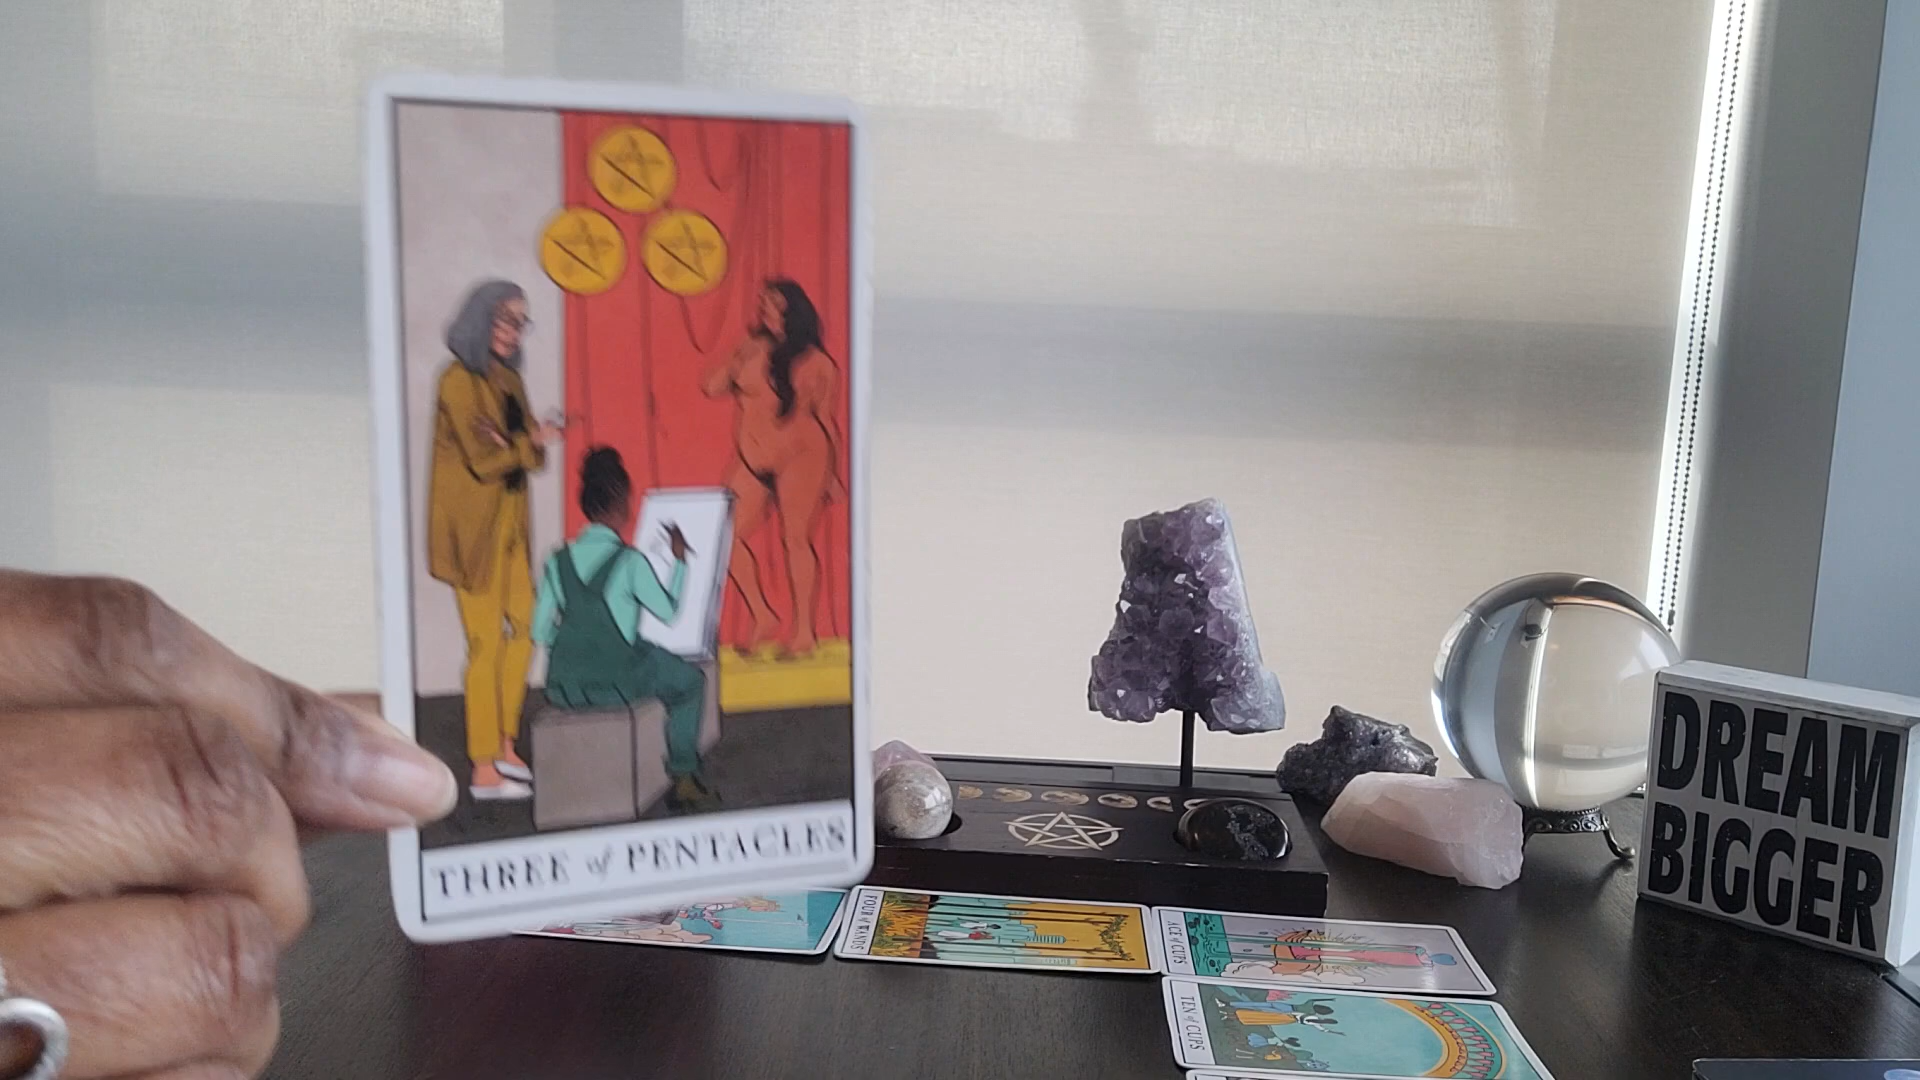 THREE of PENTACLES
FOUR of WANDS
ACE of CUPS
TEN of CUPS
DREAM
BIGGER